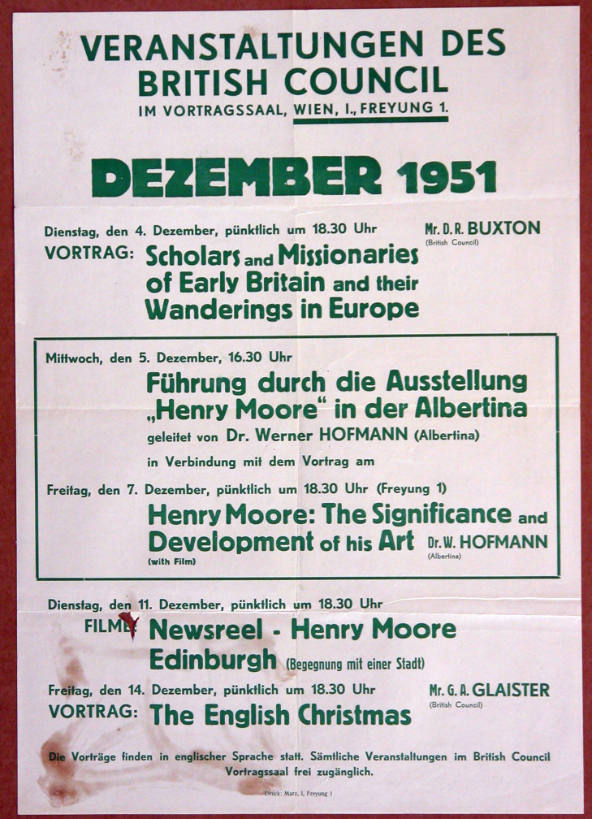 VERANSTALTUNGEN DES
BRITISH COUNCIL
IM VORTRAGSSAAL, WIEN, I., FREYUNG 1.
DEZEMBER 1951
Dienstag, den 4. Dezember, pünktlich um 18.30 Uhr
Mr. D. R. BUXTON
(British Council)
VORTRAG: Scholars and Missionaries
of Early Britain and their
Wanderings in Europe
Mittwoch, den 5. Dezember, 16.30 Uhr
Führung durch die Ausstellung
„Henry Moore" in der Albertina
geleitet von Dr. Werner HOFMANN (Albertina)
in Verbindung mit dem Vortrag am
Freitag, den 7. Dezember, pünktlich um 18.30 Uhr (Freyung 1)
Henry Moore: The Significance and
Development of his Art Dr. W. HOFMANN
(with Film) (Albertina)
Dienstag, den 11. Dezember, pünktlich um 18.30 Uhr
FILME: Newsreel - Henry Moore
Edinburgh (Begegnung mit einer Stadt)
Freitag, den 14. Dezember, pünktlich um 18.30 Uhr
Mr. G. A. GLAISTER
(British Council)
VORTRAG: The English Christmas
Die Vorträge finden in englischer Sprache statt. Sämtliche Veranstaltungen im British Council
Vortragssaal frei zugänglich.
Druck: Marz, I, Freyung 1